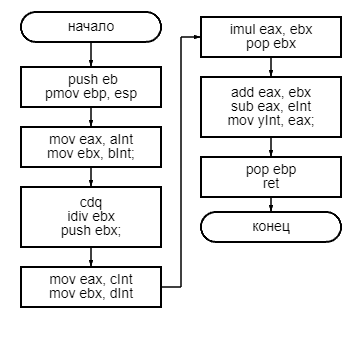 начало
push eb
pmov ebp, esp
mov eax, aInt
mov ebx, bInt;
cdq
idiv ebx
push ebx;
mov eax, cInt
mov ebx, dInt
imul eax, ebx
pop ebx
add eax, ebx
sub eax, eInt
mov yInt, eax;
pop ebp
ret
конец